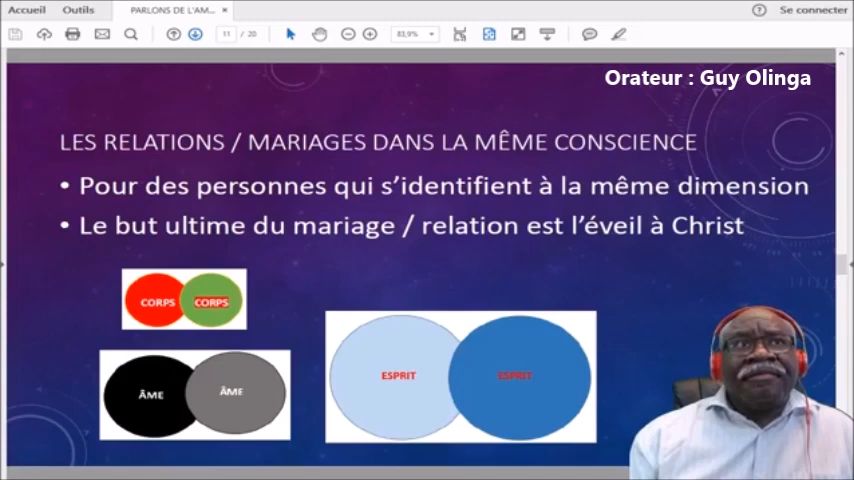 Accueil Outils PARLONS DE L'AM... × Se connecter
11 / 20 83,9%
Orateur : Guy Olinga
LES RELATIONS / MARIAGES DANS LA MÊME CONSCIENCE
• Pour des personnes qui s'identifient à la même dimension
• Le but ultime du mariage / relation est l'éveil à Christ
CORPS CORPS
ÂME ÂME
ESPRIT ESPRIT